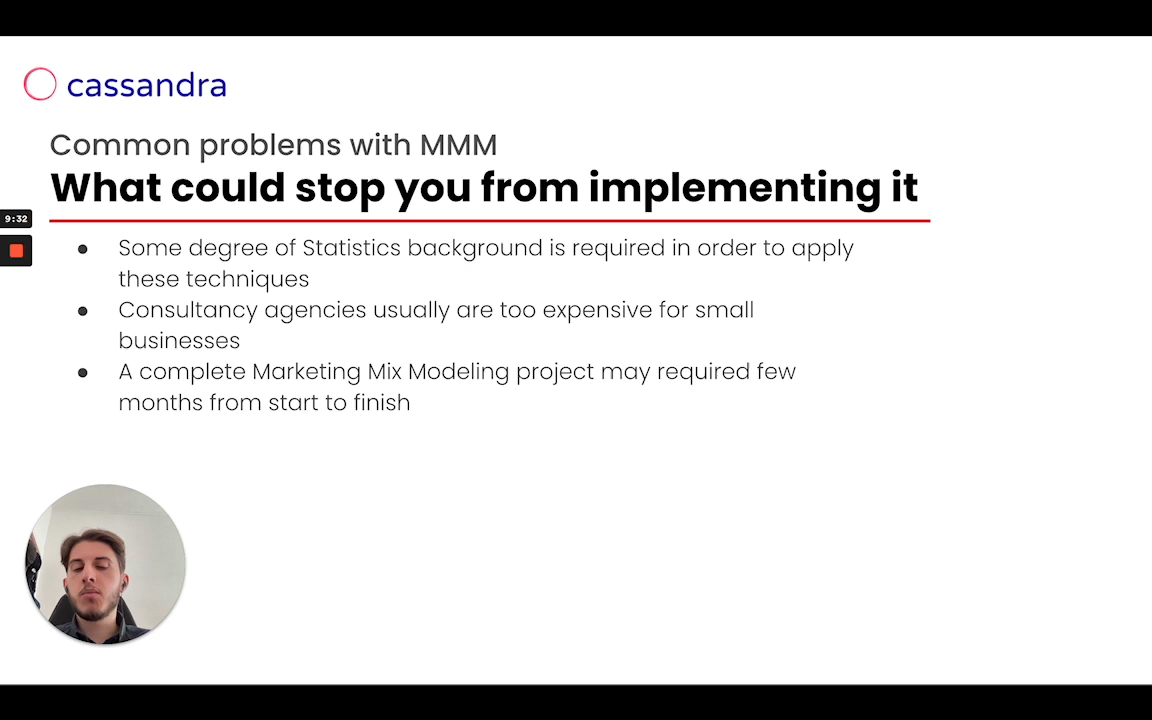 cassandra
Common problems with MMM
What could stop you from implementing it
9:32
● Some degree of Statistics background is required in order to apply
these techniques
● Consultancy agencies usually are too expensive for small
businesses
● A complete Marketing Mix Modeling project may required few
months from start to finish